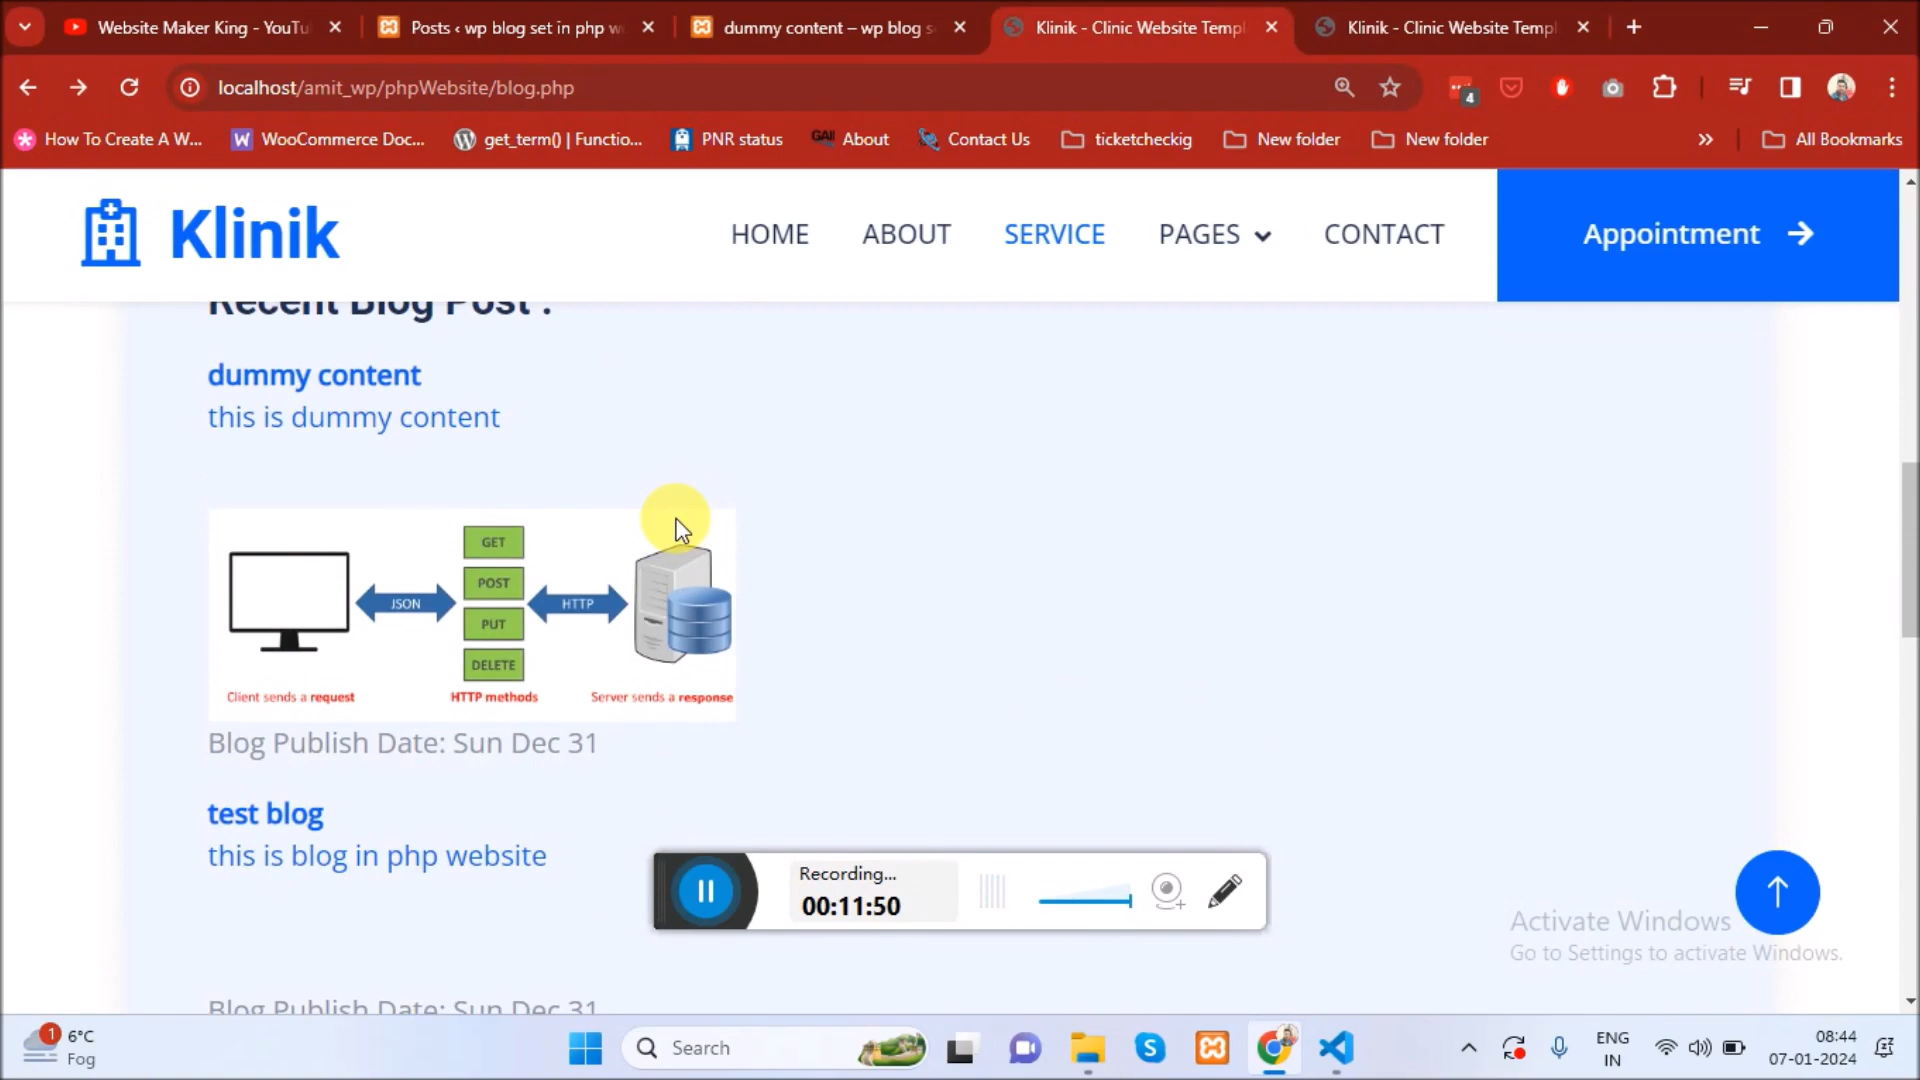 Website Maker King - YouTu
Posts ‹ wp blog set in php w
dummy content – wp blog s
Klinik - Clinic Website Templ
Klinik - Clinic Website Templ
localhost/amit_wp/phpWebsite/blog.php
4
How To Create A W...
WooCommerce Doc...
get_term() | Functio...
PNR status
About
Contact Us
ticketcheckig
New folder
New folder
All Bookmarks
Klinik
HOME
ABOUT
SERVICE
PAGES
CONTACT
Appointment
Recent Blog Post :
dummy content
this is dummy content
GET
POST
PUT
DELETE
JSON
HTTP
Client sends a request
HTTP methods
Server sends a response
Blog Publish Date: Sun Dec 31
test blog
this is blog in php website
Recording...
00:11:50
Activate Windows
Go to Settings to activate Windows.
Blog Publish Date: Sun Dec 31
1
6°C
Fog
Search
ENG
IN
08:44
07-01-2024